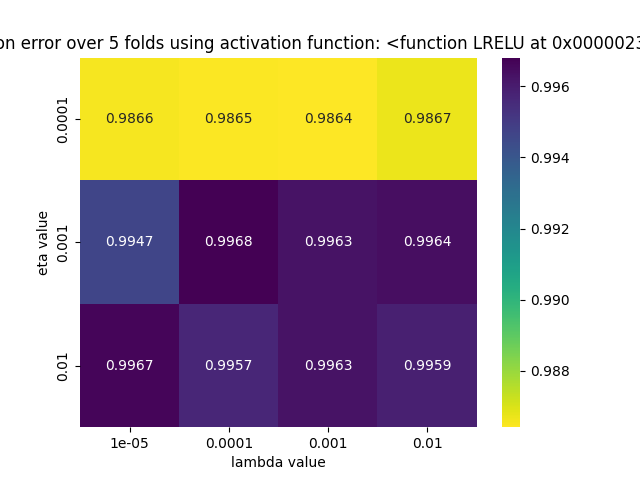 on error over 5 folds using activation function: <function LRELU at 0x0000023
eta value
0.0001 0.9866 0.9865 0.9864 0.9867
0.001 0.9947 0.9968 0.9963 0.9964
0.01 0.9967 0.9957 0.9963 0.9959
1e-05 0.0001 0.001 0.01
lambda value
0.996
0.994
0.992
0.990
0.988